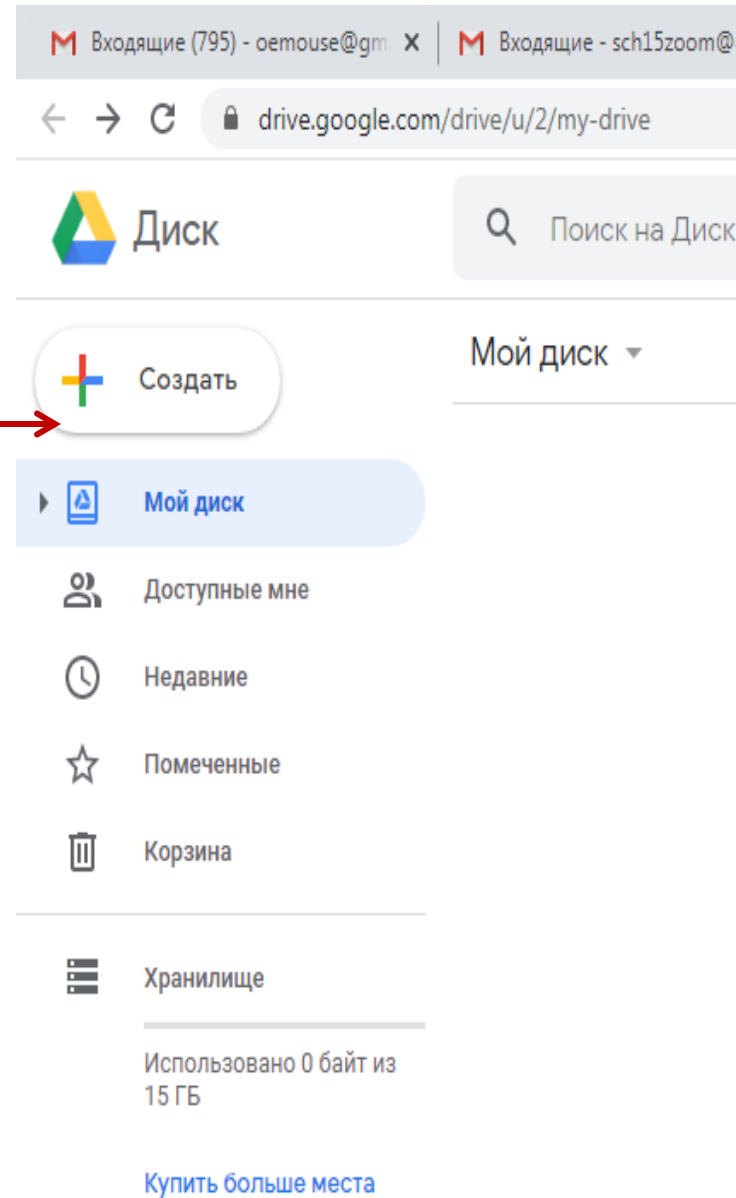 Входящие (795) - oemouse@gm
Входящие - sch15zoom@
drive.google.com/drive/u/2/my-drive
Диск
Поиск на Диск
Создать
Мой диск
Мой диск
Доступные мне
Недавние
Помеченные
Корзина
Хранилище
Использовано 0 байт из
15 ГБ
Купить больше места